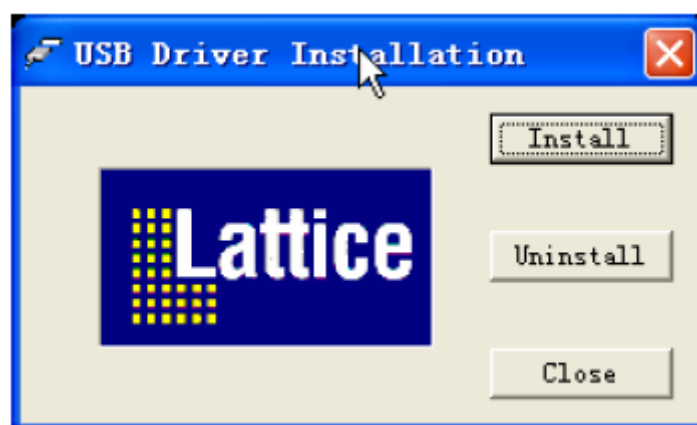 USB Driver Installation
Install
Lattice
Uninstall
Close